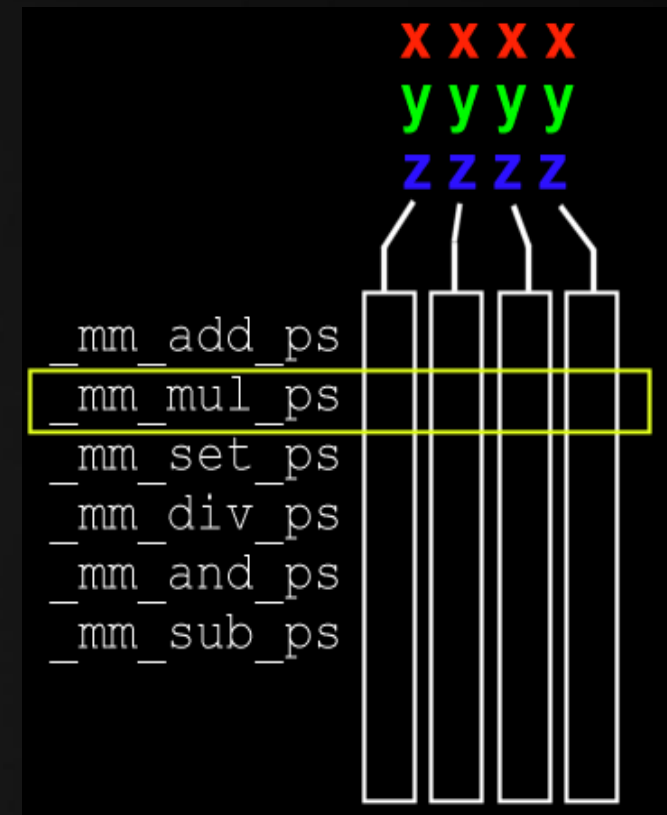 x x x x
y y y y
z z z z
_mm_add_ps
_mm_mul_ps
_mm_set_ps
_mm_div_ps
_mm_and_ps
_mm_sub_ps